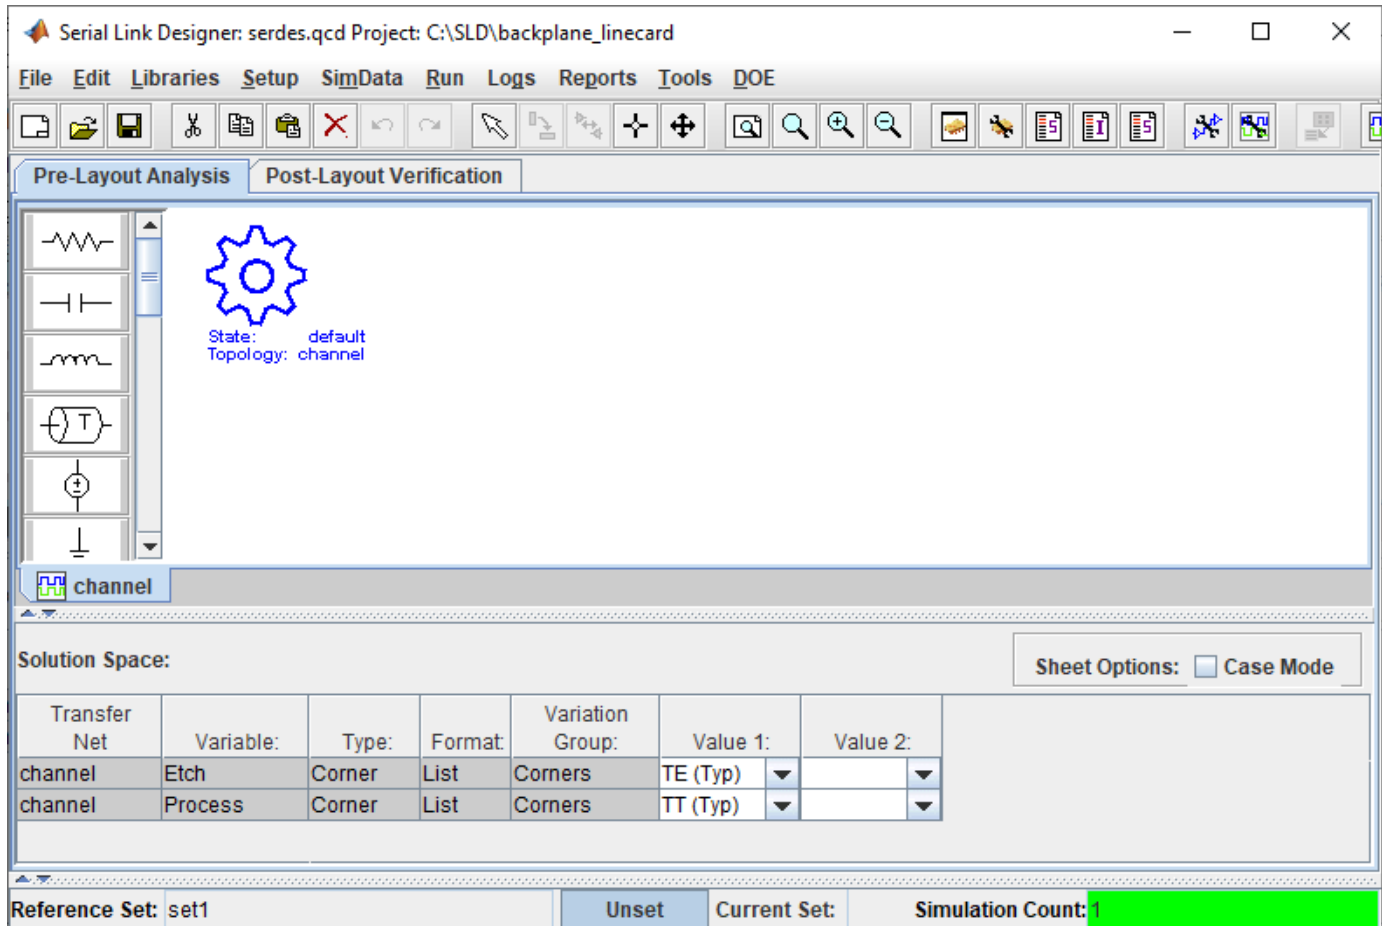 Serial Link Designer: serdes.qcd Project: C:\SLD\backplane_linecard
File Edit Libraries Setup SimData Run Logs Reports Tools DOE
Pre-Layout Analysis Post-Layout Verification
State: default
Topology: channel
T
channel
Solution Space:
Sheet Options: Case Mode
Transfer Net Variable: Type: Format: Variation Group: Value 1: Value 2:
channel Etch Corner List Corners TE (Typ)
channel Process Corner List Corners TT (Typ)
Reference Set: set1 Unset Current Set: Simulation Count: 1